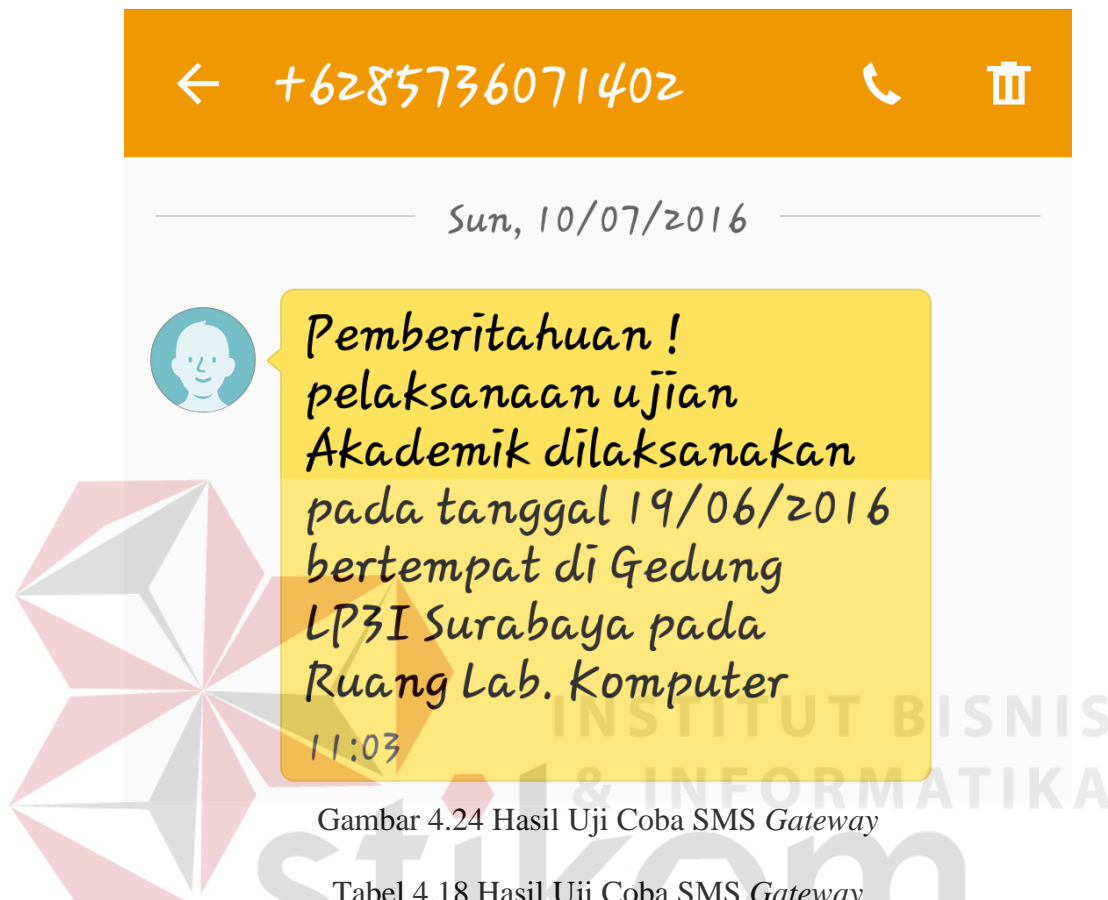 +6285736071402
Sun, 10/07/2016
Pemberitahuan !
pelaksanaan ujian
Akademik dilaksanakan
pada tanggal 19/06/2016
bertempat di Gedung
LP3I Surabaya pada
Ruang Lab. Komputer
11:03
INSTITUT BISNIS
& INFORMATIKA
Gambar 4.24 Hasil Uji Coba SMS Gateway
stikom
Tabel 4.18 Hasil Uji Coba SMS Gateway